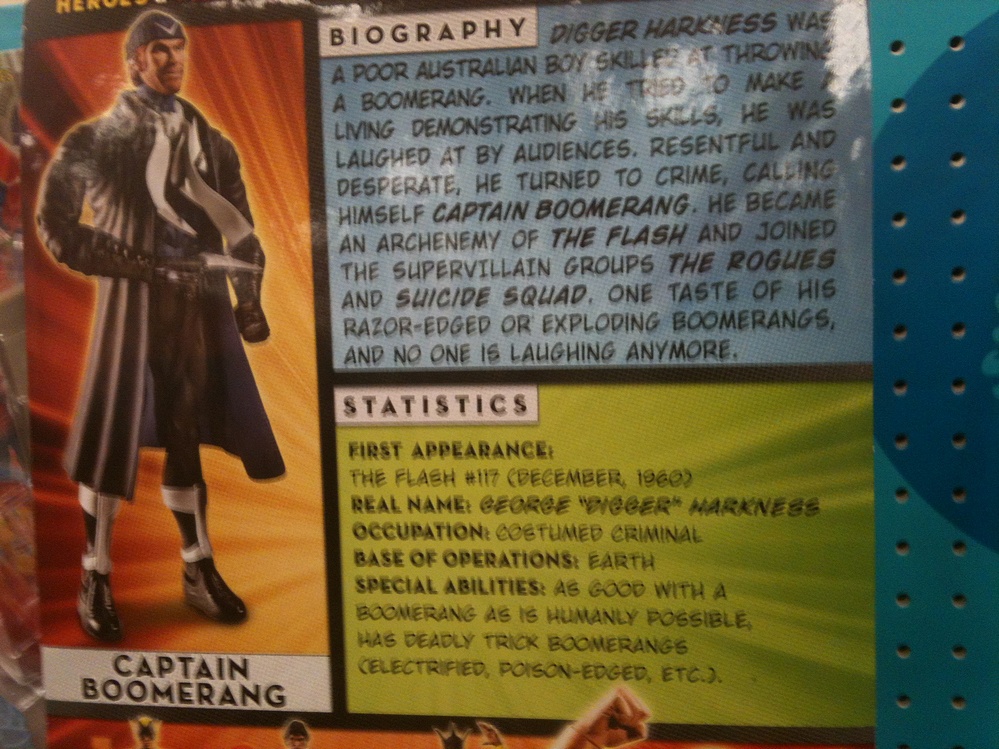 HEROES
BIOGRAPHY
DIGGER HARKNESS WAS
A POOR AUSTRALIAN BOY SKILLED AT THROWING
A BOOMERANG. WHEN HE TRIED TO MAKE A
LIVING DEMONSTRATING HIS SKILLS, HE WAS
LAUGHED AT BY AUDIENCES. RESENTFUL AND
DESPERATE, HE TURNED TO CRIME, CALLING
HIMSELF CAPTAIN BOOMERANG. HE BECAME
AN ARCHENEMY OF THE FLASH AND JOINED
THE SUPERVILLAIN GROUPS THE ROGUES
AND SUICIDE SQUAD. ONE TASTE OF HIS
RAZOR-EDGED OR EXPLODING BOOMERANGS,
AND NO ONE IS LAUGHING ANYMORE.
STATISTICS
FIRST APPEARANCE:
THE FLASH #117 (DECEMBER, 1960)
REAL NAME: GEORGE "DIGGER" HARKNESS
OCCUPATION: COSTUMED CRIMINAL
BASE OF OPERATIONS: EARTH
SPECIAL ABILITIES: AS GOOD WITH A
BOOMERANG AS IS HUMANLY POSSIBLE,
HAS DEADLY TRICK BOOMERANGS
(ELECTRIFIED, POISON-EDGED, ETC.).
CAPTAIN
BOOMERANG